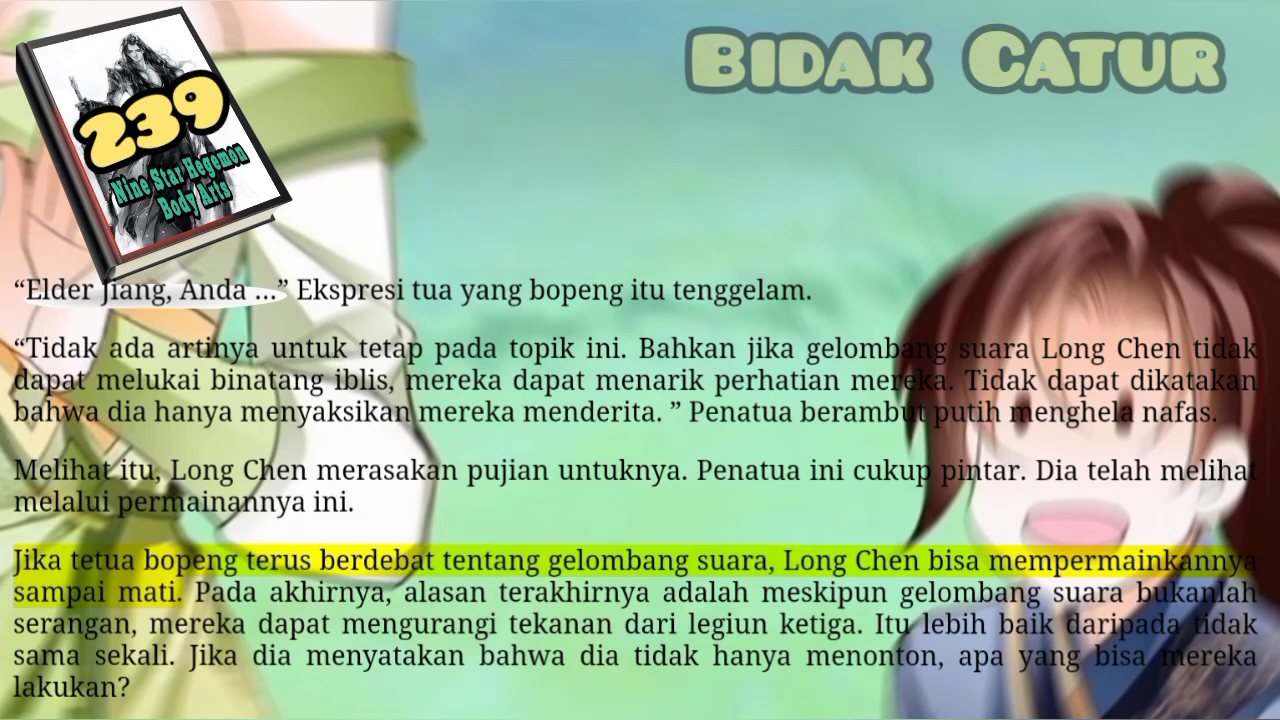 BIDAK CATUR
239
Nine Star Hegemon
Body Arts
“Elder Jiang, Anda ...” Ekspresi tua yang bopeng itu tenggelam.
“Tidak ada artinya untuk tetap pada topik ini. Bahkan jika gelombang suara Long Chen tidak
dapat melukai binatang iblis, mereka dapat menarik perhatian mereka. Tidak dapat dikatakan
bahwa dia hanya menyaksikan mereka menderita. ” Penatua berambut putih menghela nafas.
Melihat itu, Long Chen merasakan pujian untuknya. Penatua ini cukup pintar. Dia telah melihat
melalui permainannya ini.
Jika tetua bopeng terus berdebat tentang gelombang suara, Long Chen bisa mempermainkannya
sampai mati. Pada akhirnya, alasan terakhirnya adalah meskipun gelombang suara bukanlah
serangan, mereka dapat mengurangi tekanan dari legiun ketiga. Itu lebih baik daripada tidak
sama sekali. Jika dia menyatakan bahwa dia tidak hanya menonton, apa yang bisa mereka
lakukan?